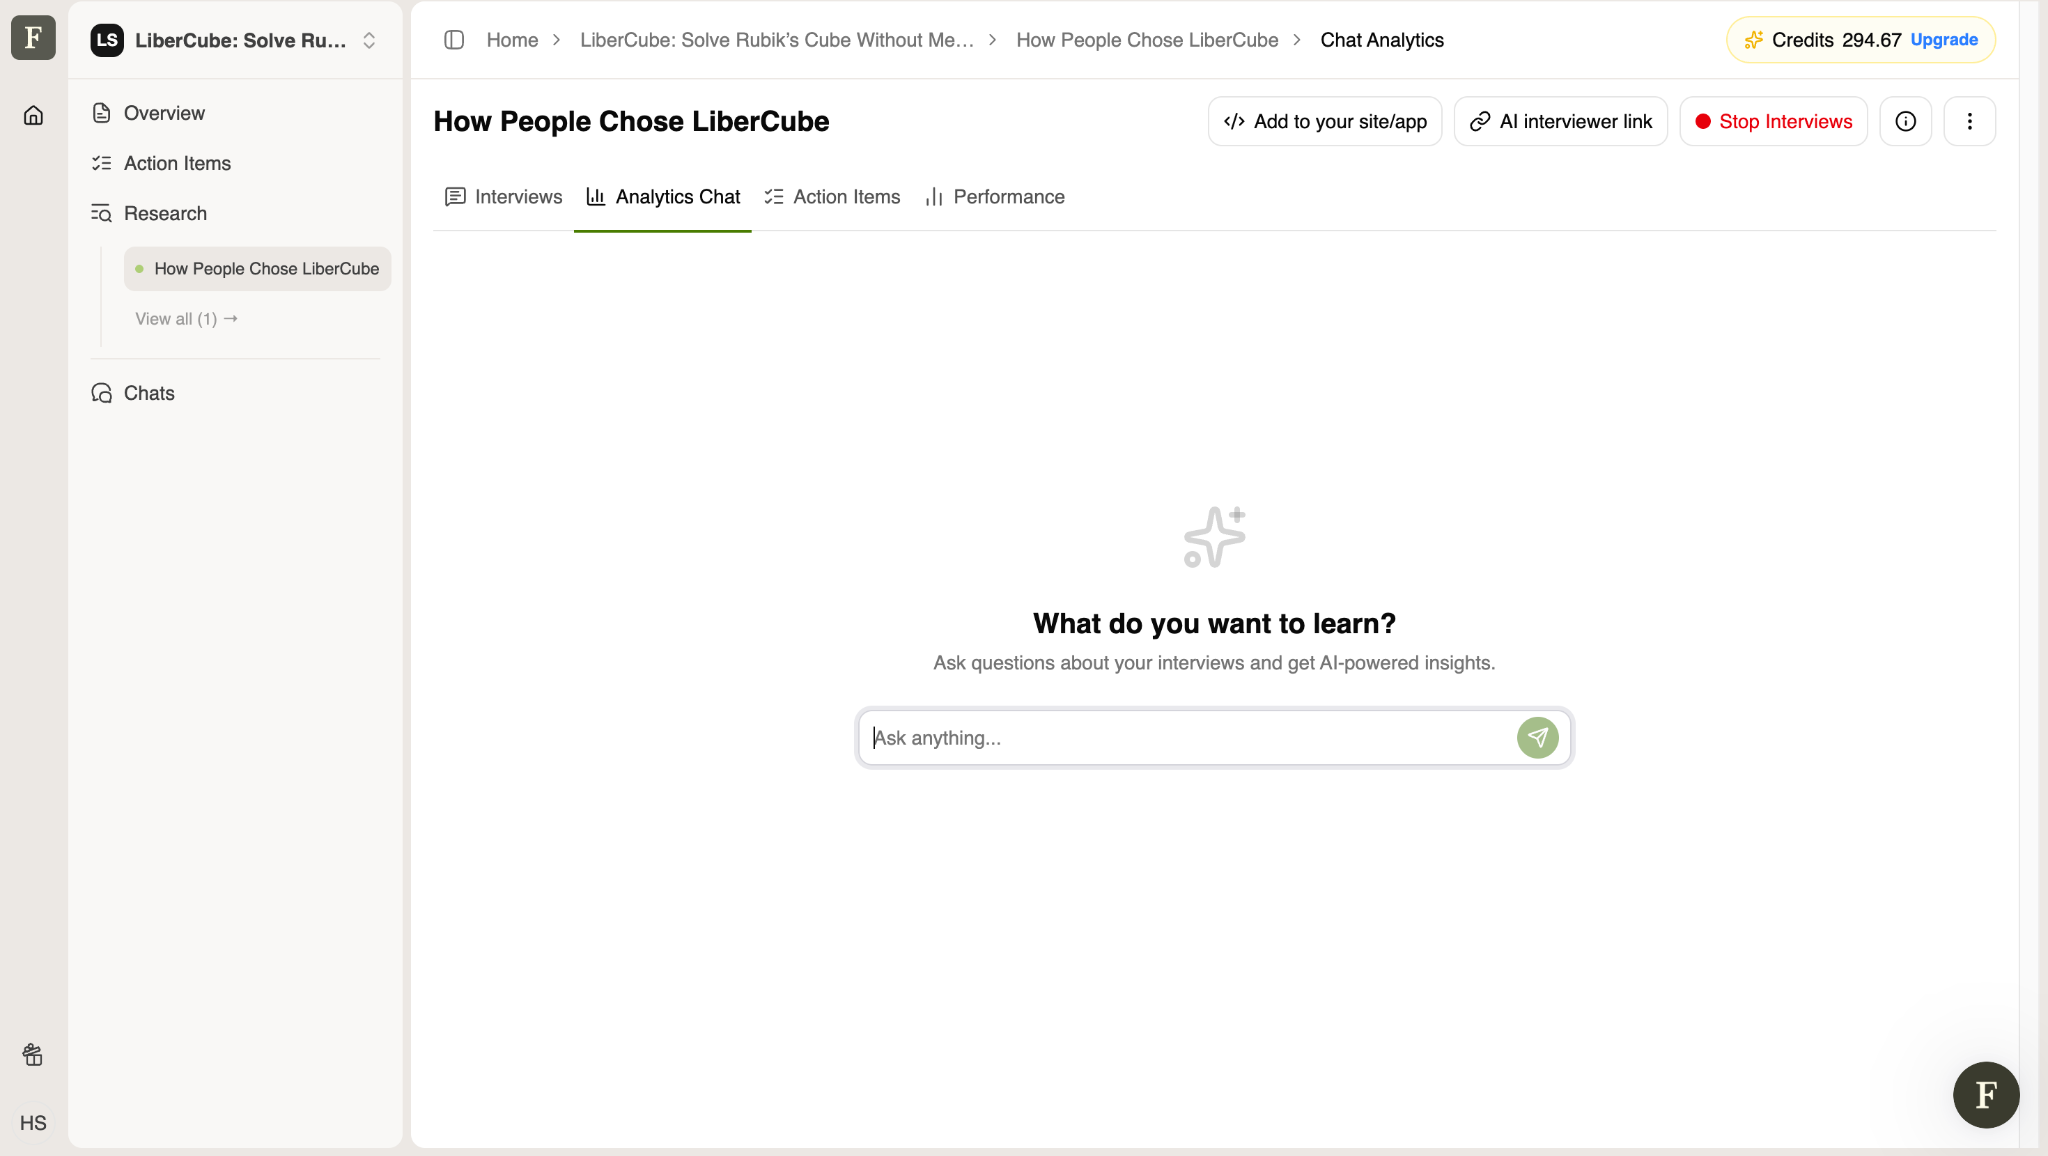 F
LS LiberCube: Solve Ru...
Home > LiberCube: Solve Rubik’s Cube Without Me... > How People Chose LiberCube > Chat Analytics
Credits 294.67 Upgrade
Overview
Action Items
Research
How People Chose LiberCube
View all (1) →
Chats
HS
How People Chose LiberCube
</> Add to your site/app
AI interviewer link
Stop Interviews
Interviews
Analytics Chat
Action Items
Performance
What do you want to learn?
Ask questions about your interviews and get AI-powered insights.
Ask anything...
F